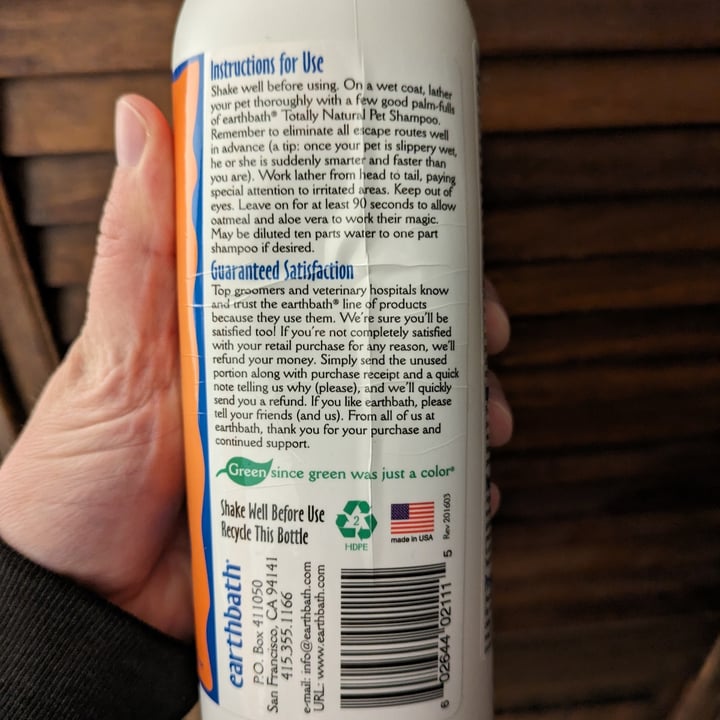 Instructions for Use
Shake well before using. On a wet coat, lather
your pet thoroughly with a few good palm-fulls
of earthbath® Totally Natural Pet Shampoo.
Remember to eliminate all escape routes well
in advance (a tip: once your pet is slippery wet,
he or she is suddenly smarter and faster than
you are). Work lather from head to tail, paying
special attention to irritated areas. Keep out of
eyes. Leave on for at least 90 seconds to allow
oatmeal and aloe vera to work their magic.
May be diluted ten parts water to one part
shampoo if desired.
Guaranteed Satisfaction
Top groomers and veterinary hospitals know
and trust the earthbath® line of products
because they use them. We're sure you'll be
satisfied too! If you're not completely satisfied
with your retail purchase for any reason, we'll
refund your money. Simply send the unused
portion along with purchase receipt and a quick
note telling us why (please), and we'll quickly
send you a refund. If you like earthbath, please
tell your friends (and us). From all of us at
earthbath, thank you for your purchase and
continued support.
Green since green was just a color®
Shake Well Before Use
Recycle This Bottle
2
HDPE
made in USA
Rev 201603
earthbath®
P.O. Box 411050
San Francisco, CA 94141
415.355.1166
e-mail: info@earthbath.com
URL: www.earthbath.com
6 02644 02111 5